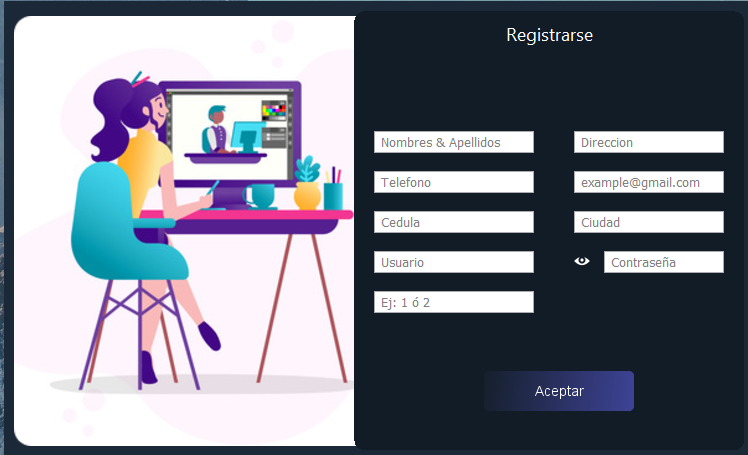 Registrarse
Nombres & Apellidos
Direccion
Telefono
example@gmail.com
Cedula
Ciudad
Usuario
Contraseña
Ej: 1 ó 2
Aceptar